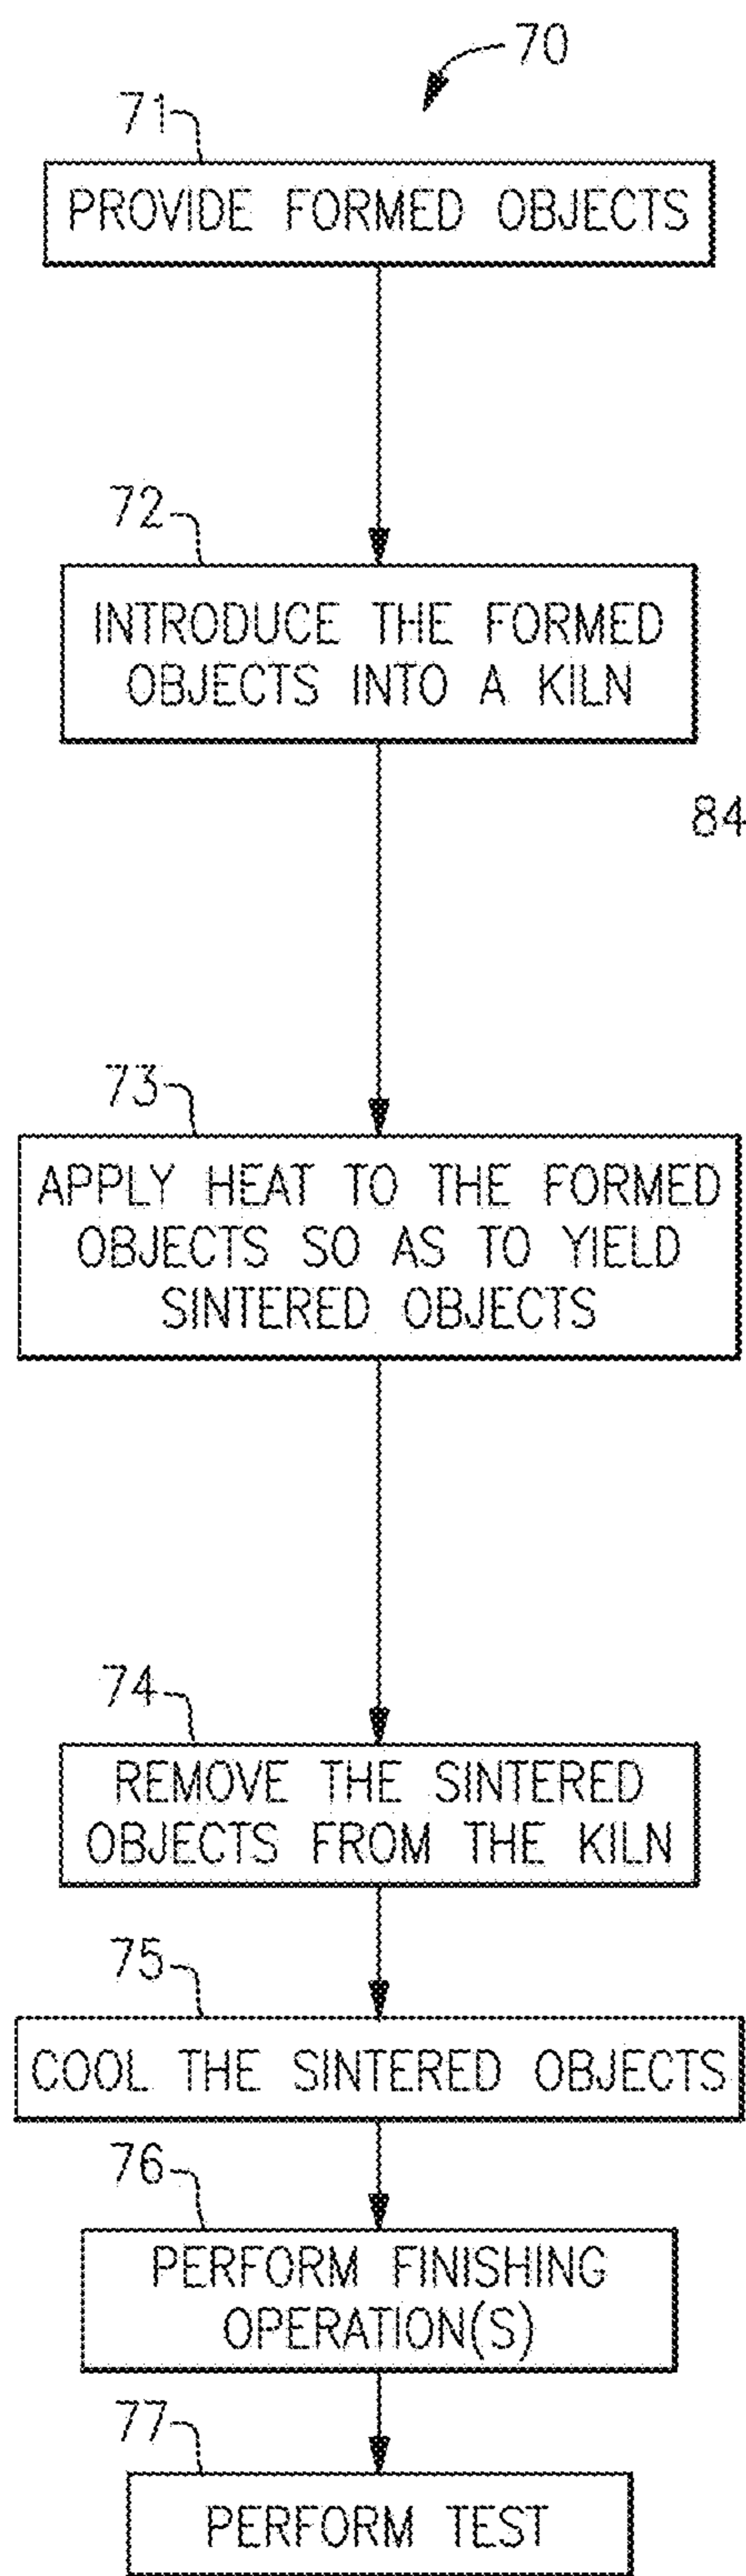 70
71
PROVIDE FORMED OBJECTS
72
INTRODUCE THE FORMED
OBJECTS INTO A KILN
84
73
APPLY HEAT TO THE FORMED
OBJECTS SO AS TO YIELD
SINTERED OBJECTS
74
REMOVE THE SINTERED
OBJECTS FROM THE KILN
75
COOL THE SINTERED OBJECTS
76
PERFORM FINISHING
OPERATION(S)
77
PERFORM TEST